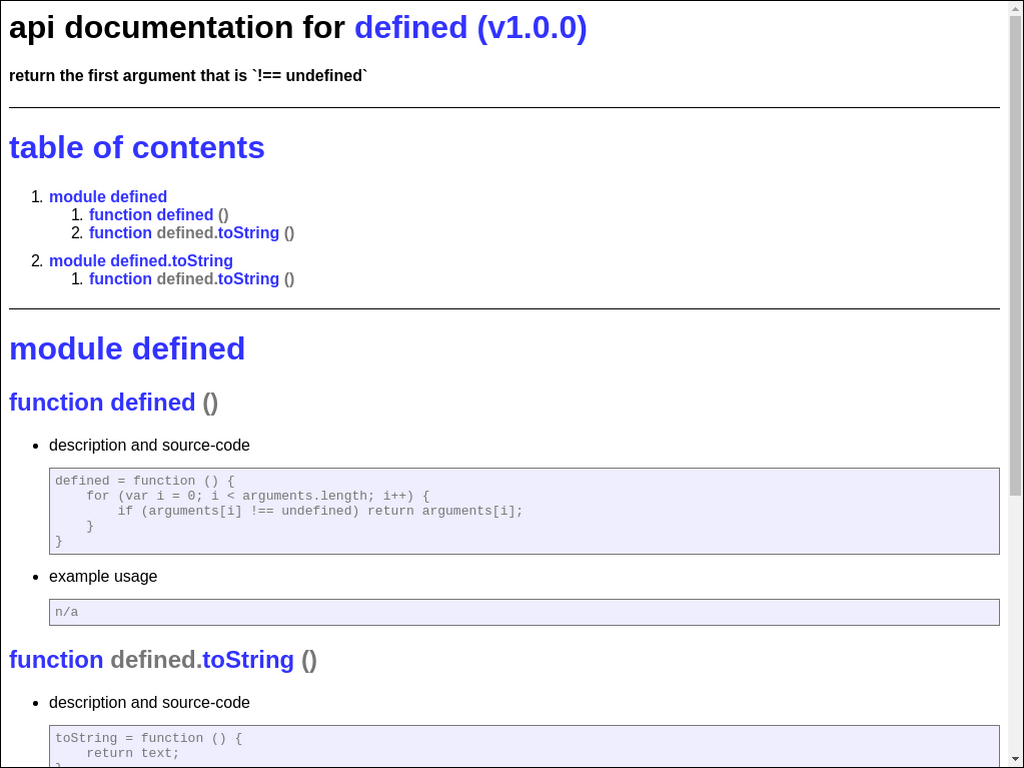 api documentation for defined (v1.0.0)
return the first argument that is `!== undefined`
table of contents
1. module defined
1. function defined ()
2. function defined.toString ()
2. module defined.toString
1. function defined.toString ()
module defined
function defined ()
• description and source-code
defined = function () {
    for (var i = 0; i < arguments.length; i++) {
        if (arguments[i] !== undefined) return arguments[i];
    }
}
• example usage
n/a
function defined.toString ()
• description and source-code
toString = function () {
    return text;
}